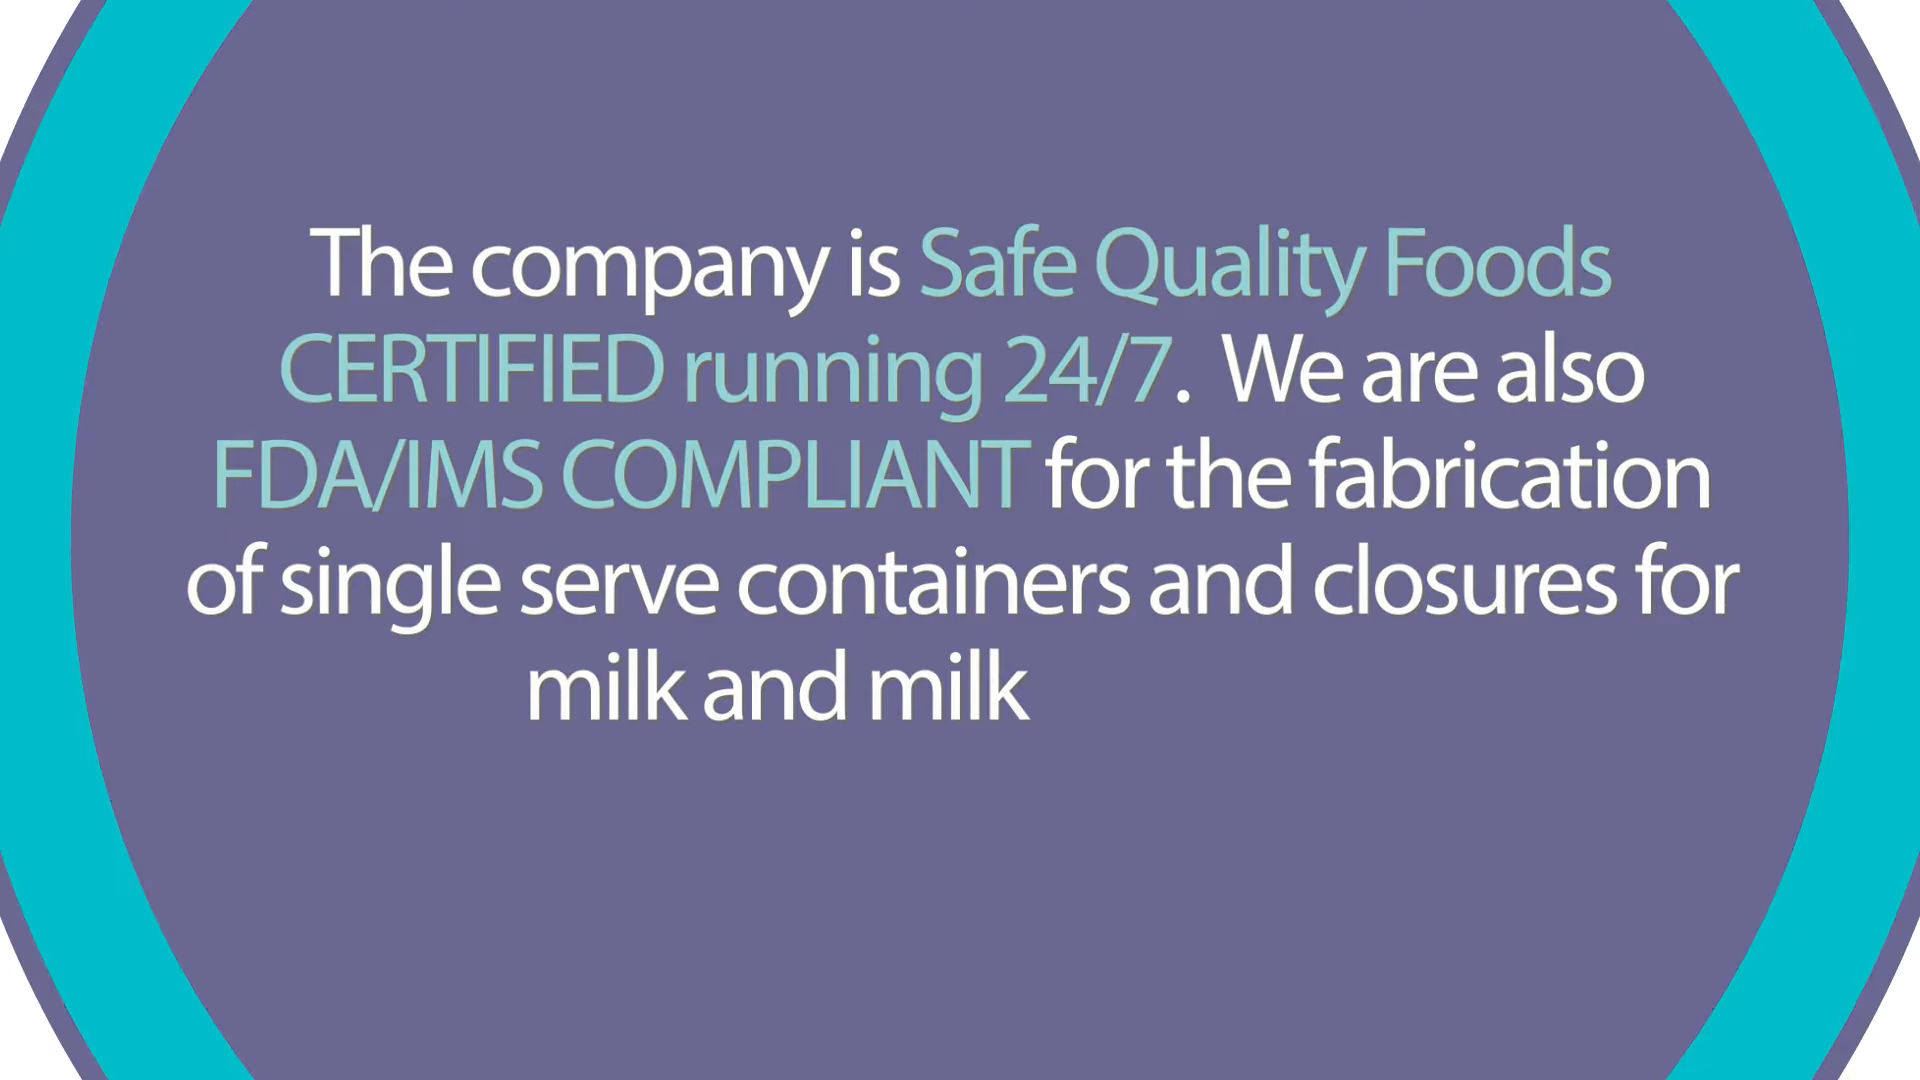 The company is Safe Quality Foods
CERTIFIED running 24/7.  We are also
FDA/IMS COMPLIANT for the fabrication
of single serve containers and closures for
milk and milk